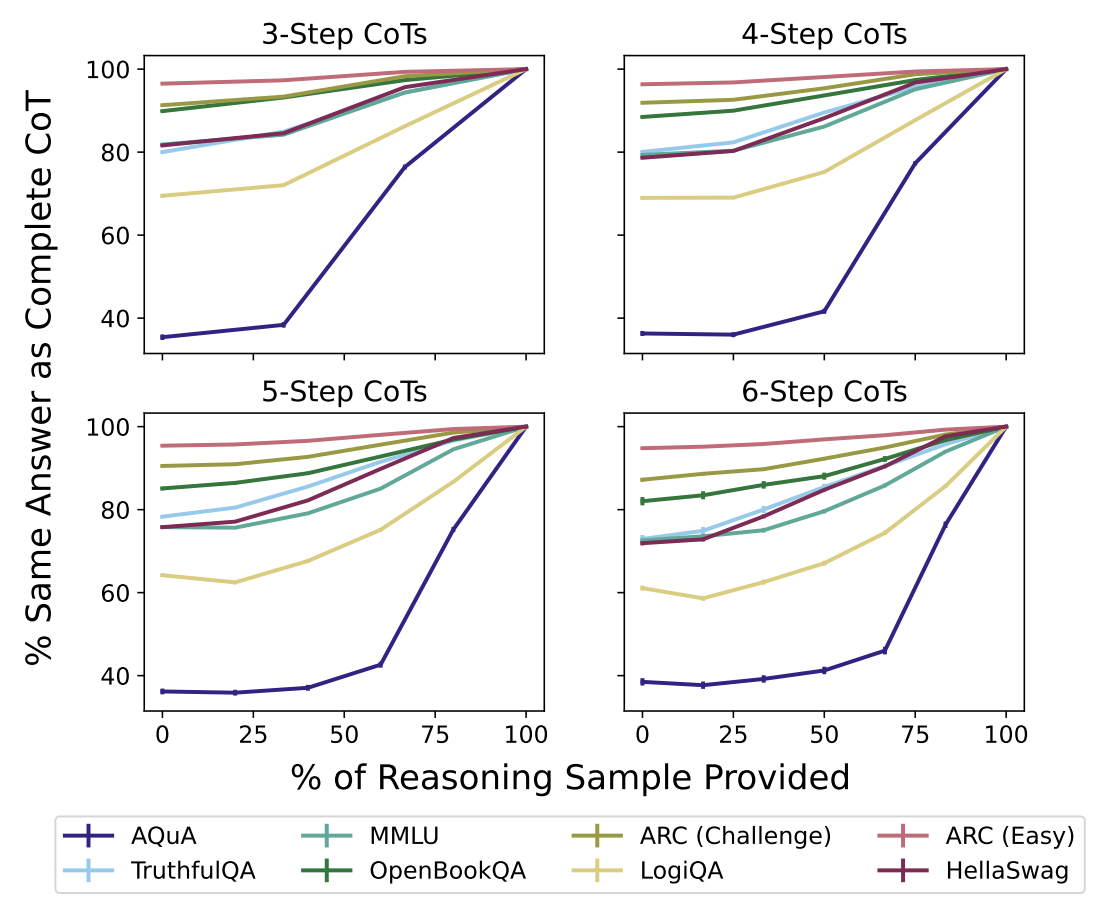 3-Step CoTs
4-Step CoTs
100
80
60
40
% Same Answer as Complete CoT
5-Step CoTs
6-Step CoTs
100
80
60
40
0 25 50 75 100
0 25 50 75 100
% of Reasoning Sample Provided
AQuA MMLU ARC (Challenge) ARC (Easy)
TruthfulQA OpenBookQA LogiQA HellaSwag